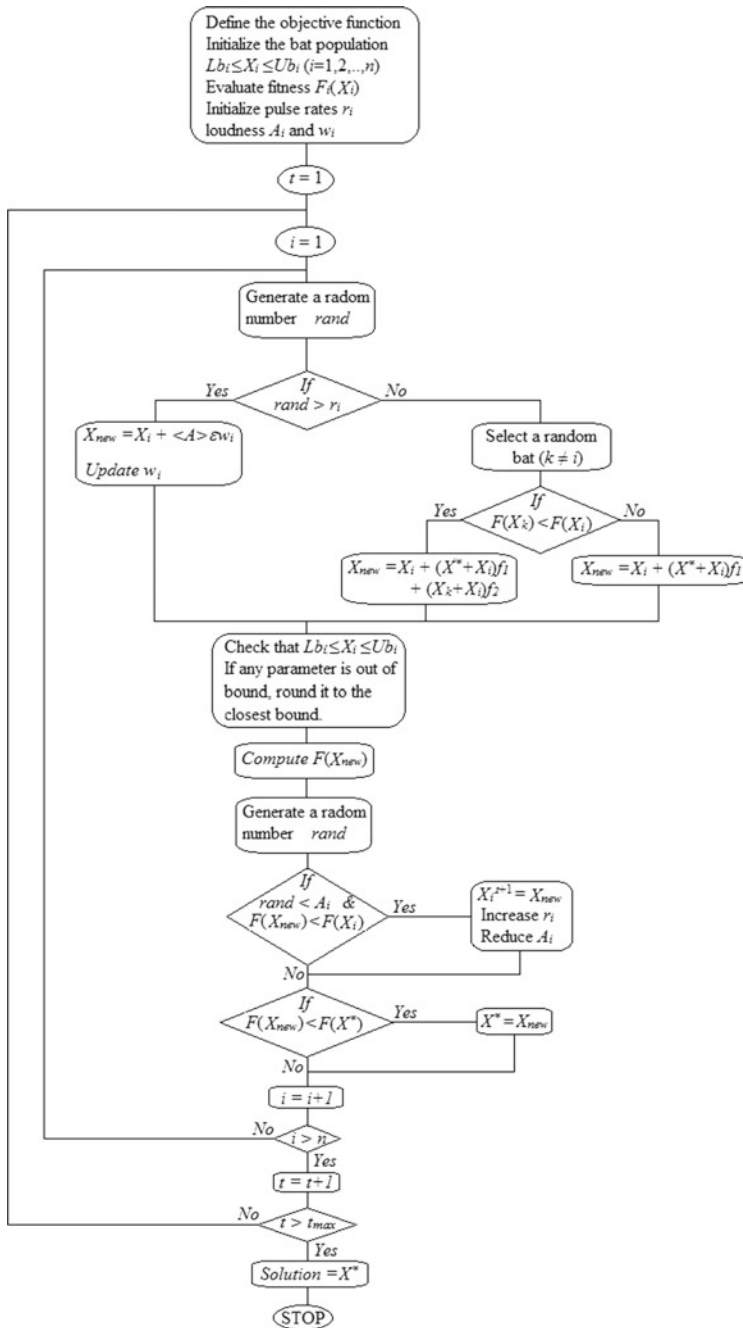 Define the objective function
Initialize the bat population
Lbi≤Xi≤Ubi (i=1,2,..,n)
Evaluate fitness Fi(Xi)
Initialize pulse rates ri
loudness Ai and wi
t = 1
i = 1
Generate a radom
number rand
If
rand > ri
Yes
No
Xnew = Xi + <A> εwi
Update wi
Select a random
bat (k ≠ i)
If
F(Xk) < F(Xi)
Yes
No
Xnew = Xi + (X*+Xi)f1
+ (Xk+Xi)f2
Xnew = Xi + (X*+Xi)f1
Check that Lbi≤Xi≤Ubi
If any parameter is out of
bound, round it to the
closest bound.
Compute F(Xnew)
Generate a radom
number rand
If
rand < Ai &
F(Xnew) < F(Xi)
Yes
Xi^t+1 = Xnew
Increase ri
Reduce Ai
No
If
F(Xnew) < F(X*)
Yes
X* = Xnew
No
i = i+1
No
i > n
Yes
t = t+1
No
t > tmax
Yes
Solution = X*
STOP